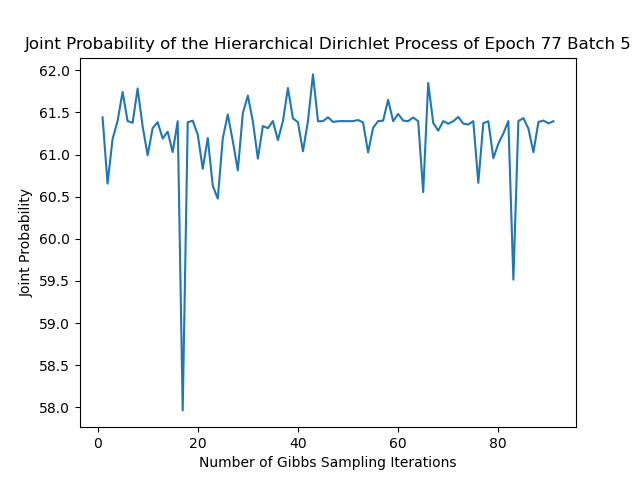 Joint Probability of the Hierarchical Dirichlet Process of Epoch 77 Batch 5
62.0
61.5
61.0
60.5
60.0
59.5
59.0
58.5
58.0
Joint Probability
0 20 40 60 80
Number of Gibbs Sampling Iterations